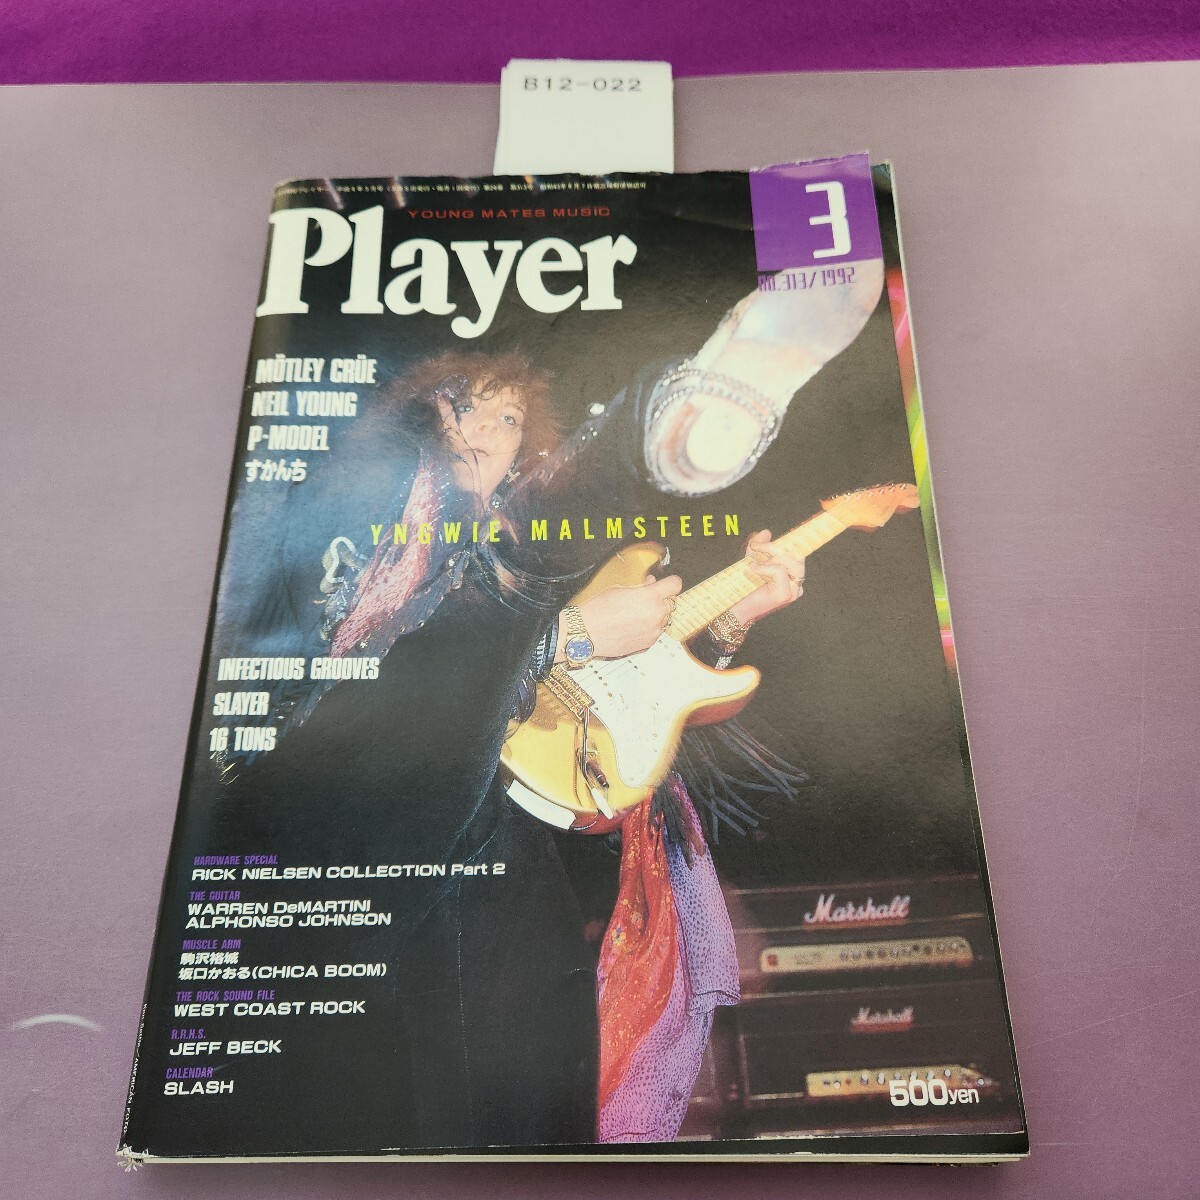 B12-022
YOUNG MATES MUSIC
Player
3
no.313/1992
MÖTLEY CRÜE
NEIL YOUNG
P-MODEL
すかんち
YNGWIE MALMSTEEN
INFECTIOUS GROOVES
SLAYER
16 TONS
HARDWARE SPECIAL
RICK NIELSEN COLLECTION Part 2
THE GUITAR
WARREN DeMARTINI
ALPHONSO JOHNSON
MUSCLE ARM
駒沢裕城
坂口かおる(CHICA BOOM)
THE ROCK SOUND FILE
WEST COAST ROCK
R.R.H.S.
JEFF BECK
CALENDAR
SLASH
Marshall
Marshall
500yen